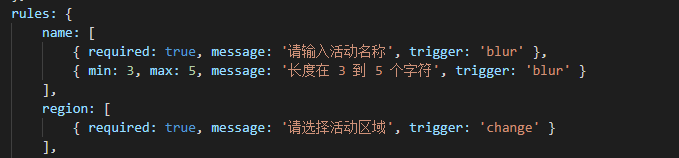 rules: {
name: [
{ required: true, message: '请输入活动名称', trigger: 'blur' },
{ min: 3, max: 5, message: '长度在 3 到 5 个字符', trigger: 'blur' }
],
region: [
{ required: true, message: '请选择活动区域', trigger: 'change' }
],